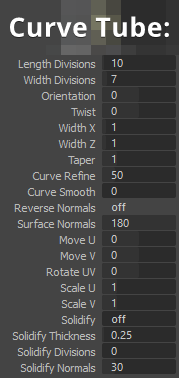 Curve Tube:
Length Divisions 10
Width Divisions 7
Orientation 0
Twist 0
Width X 1
Width Z 1
Taper 1
Curve Refine 50
Curve Smooth 0
Reverse Normals off
Surface Normals 180
Move U 0
Move V 0
Rotate UV 0
Scale U 1
Scale V 1
Solidify off
Solidify Thickness 0.25
Solidify Divisions 0
Solidify Normals 30